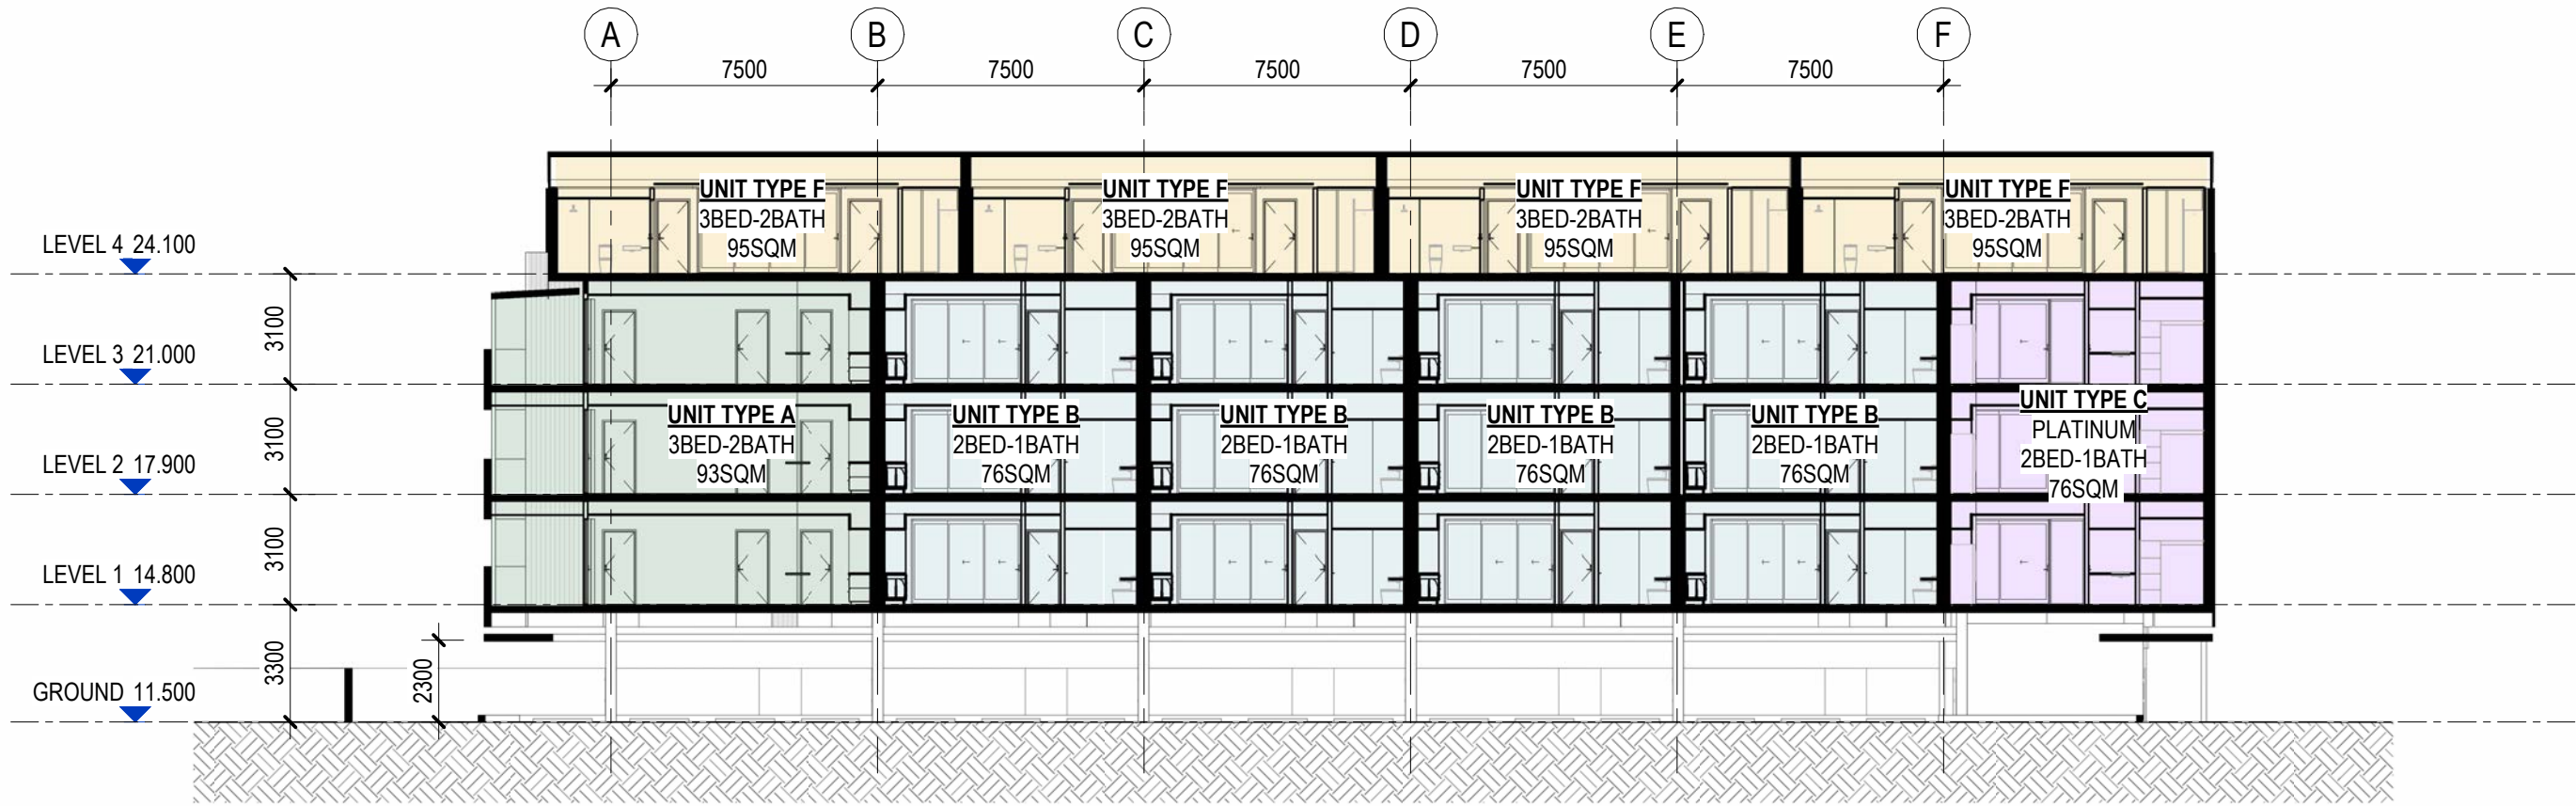 A B C D E F
7500 7500 7500 7500 7500
UNIT TYPE F
3BED-2BATH
95SQM
UNIT TYPE F
3BED-2BATH
95SQM
UNIT TYPE F
3BED-2BATH
95SQM
UNIT TYPE F
3BED-2BATH
95SQM
LEVEL 4 24.100
3100
LEVEL 3 21.000
3100
LEVEL 2 17.900
3100
LEVEL 1 14.800
3300
2300
GROUND 11.500
UNIT TYPE A
3BED-2BATH
93SQM
UNIT TYPE B
2BED-1BATH
76SQM
UNIT TYPE B
2BED-1BATH
76SQM
UNIT TYPE B
2BED-1BATH
76SQM
UNIT TYPE B
2BED-1BATH
76SQM
UNIT TYPE C
PLATINUM
2BED-1BATH
76SQM